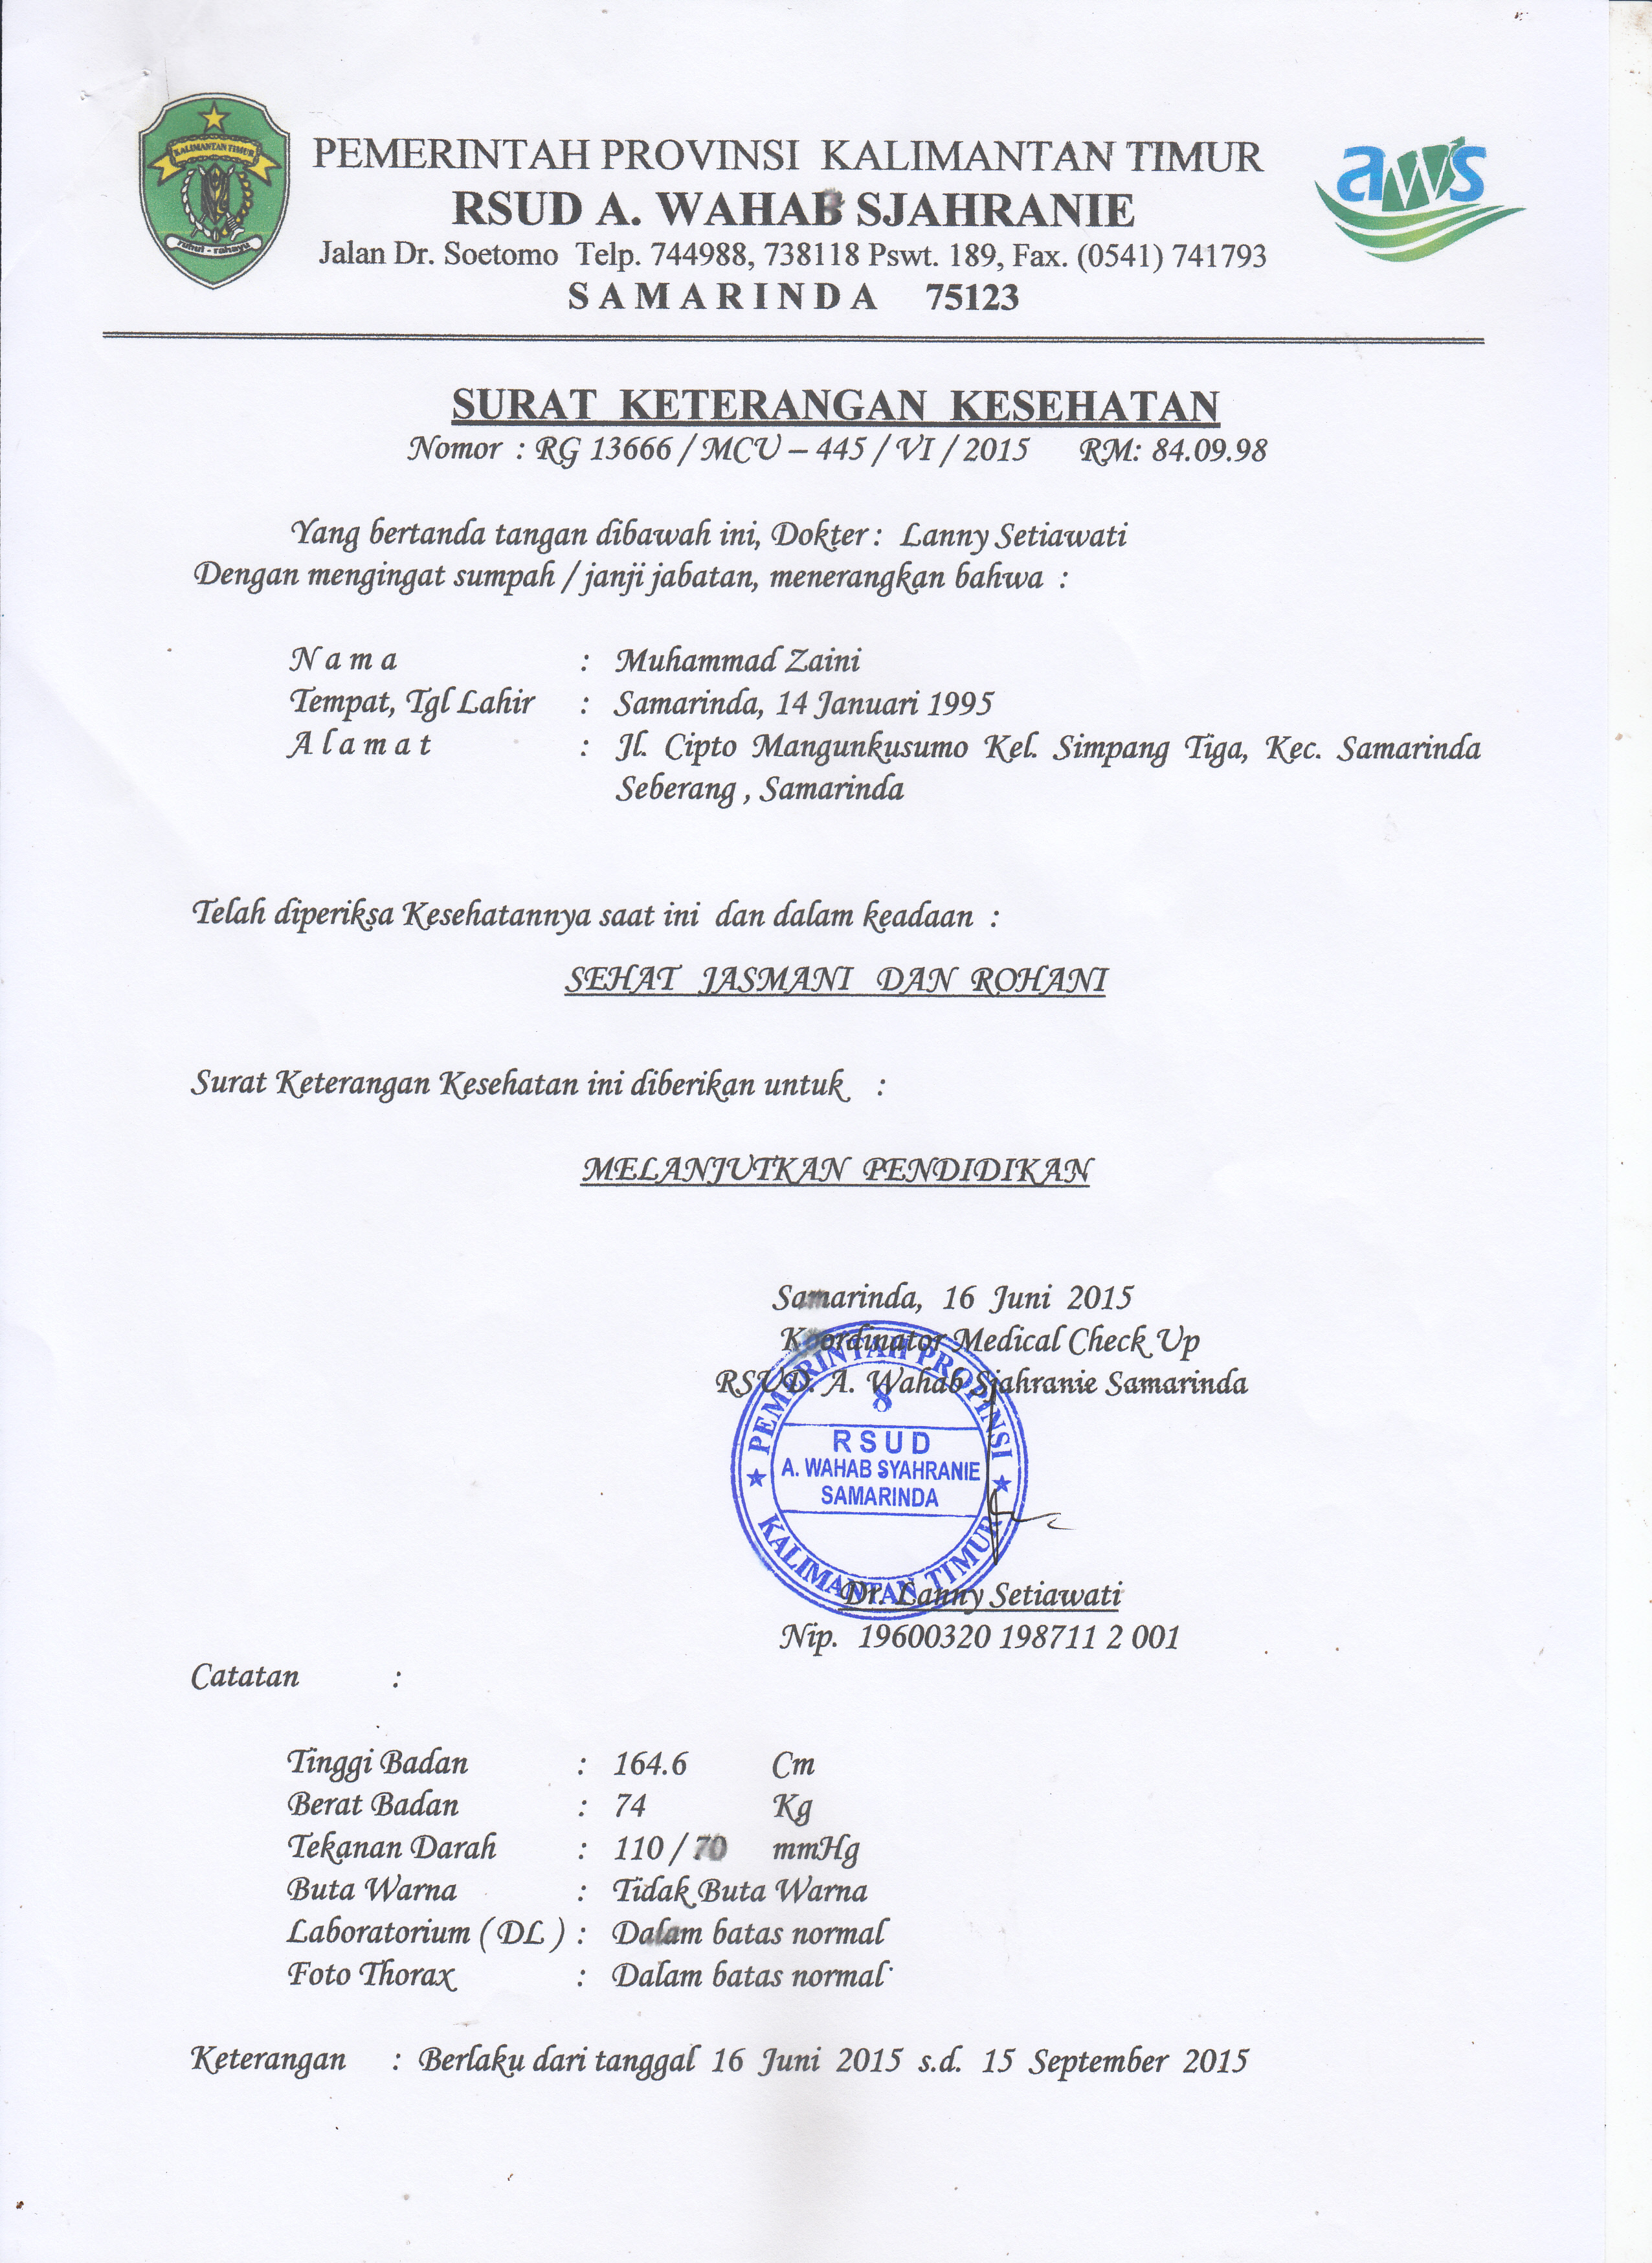 KALIMANTAN TIMUR
ruhui - rahayu
PEMERINTAH PROVINSI KALIMANTAN TIMUR
aws
RSUD A. WAHAB SJAHRANIE
Jalan Dr. Soetomo Telp. 744988, 738118 Pswt. 189, Fax. (0541) 741793
S A M A R I N D A 75123
SURAT KETERANGAN KESEHATAN
Nomor : RG 13666 / MCU – 445 / VI / 2015 RM: 84.09.98
Yang bertanda tangan dibawah ini, Dokter : Lanny Setiawati
Dengan mengingat sumpah / janji jabatan, menerangkan bahwa :
N a m a : Muhammad Zaini
Tempat, Tgl Lahir : Samarinda, 14 Januari 1995
A l a m a t : Jl. Cipto Mangunkusumo Kel. Simpang Tiga, Kec. Samarinda
Seberang , Samarinda
Telah diperiksa Kesehatannya saat ini dan dalam keadaan :
SEHAT JASMANI DAN ROHANI
Surat Keterangan Kesehatan ini diberikan untuk :
MELANJUTKAN PENDIDIKAN
Samarinda, 16 Juni 2015
Koordinator Medical Check Up
RSUD. A. Wahab Sjahranie Samarinda
PEMERINTAH PROPINSI
8
RSUD
A. WAHAB SYAHRANIE
SAMARINDA
KALIMANTAN TIMUR
Dr. Lanny Setiawati
Nip. 19600320 198711 2 001
Catatan :
Tinggi Badan : 164.6 Cm
Berat Badan : 74 Kg
Tekanan Darah : 110 / 70 mmHg
Buta Warna : Tidak Buta Warna
Laboratorium ( DL ) : Dalam batas normal
Foto Thorax : Dalam batas normal
Keterangan : Berlaku dari tanggal 16 Juni 2015 s.d. 15 September 2015